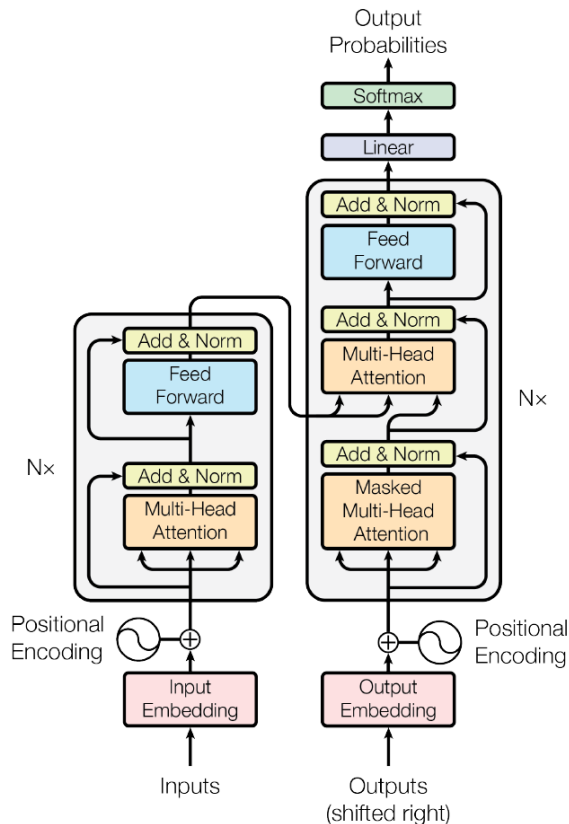 Output
Probabilities
Softmax
Linear
Add & Norm
Feed
Forward
Add & Norm
Multi-Head
Attention
Add & Norm
Masked
Multi-Head
Attention
N×
Positional
Encoding
Output
Embedding
Outputs
(shifted right)
Add & Norm
Feed
Forward
Add & Norm
Multi-Head
Attention
N×
Positional
Encoding
Input
Embedding
Inputs